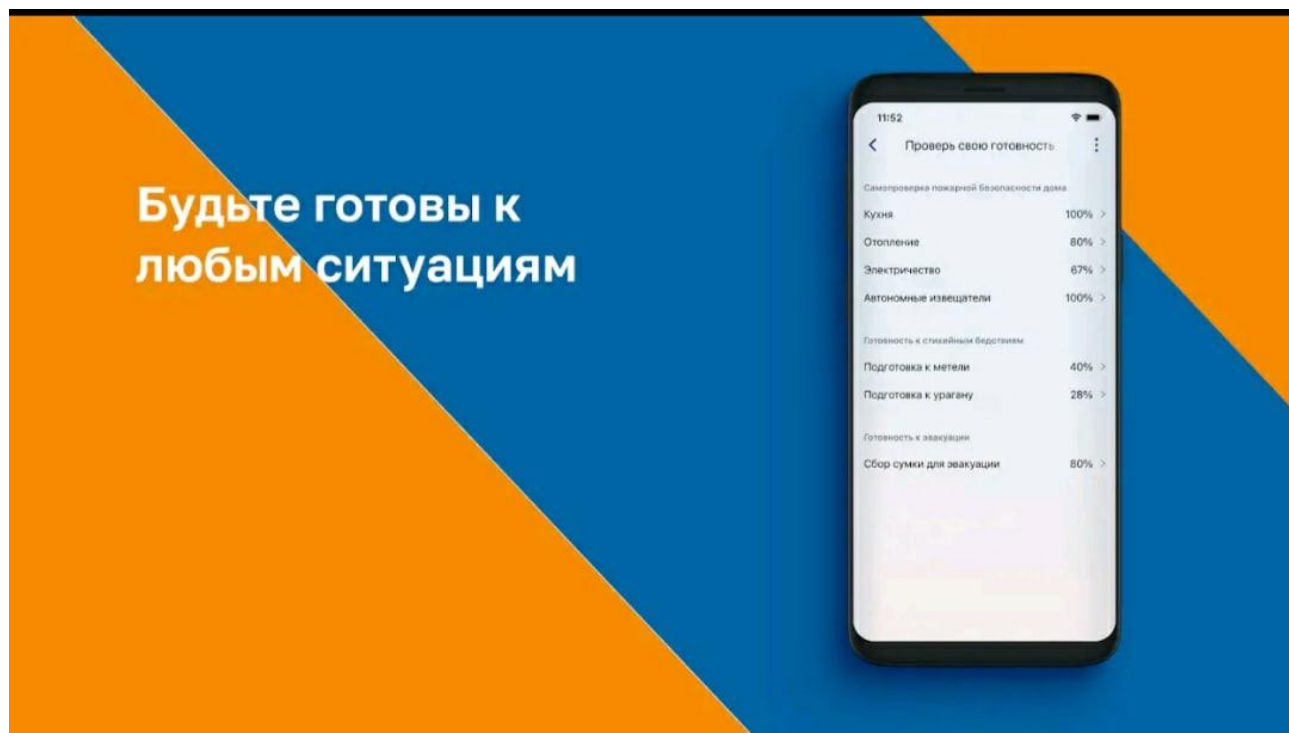 Будьте готовы к
любым ситуациям
11:52
Проверь свою готовность
Самопроверка пожарной безопасности дома
Кухня 100%
Отопление 80%
Электричество 67%
Автономные извещатели 100%
Готовность к стихийным бедствиям
Подготовка к метели 40%
Подготовка к урагану 28%
Готовность к эвакуации
Сбор сумки для эвакуации 80%